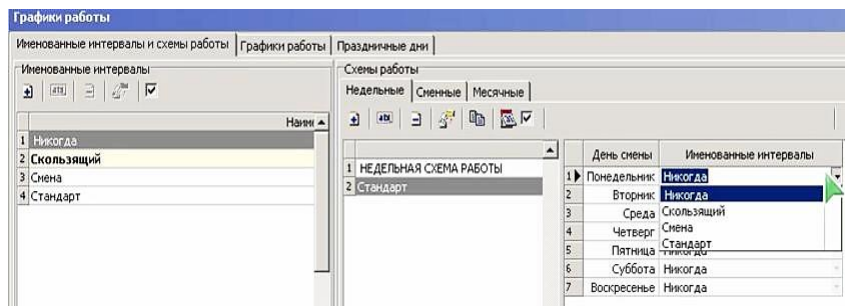 Графики работы
Именованные интервалы и схемы работы Графики работы Праздничные дни
Именованные интервалы
Наим
1 Никогда
2 Скользящий
3 Смена
4 Стандарт
Схемы работы
Недельные Сменные Месячные
1 НЕДЕЛЬНАЯ СХЕМА РАБОТЫ
2 Стандарт
День смены Именованные интервалы
1 Понедельник Никогда
2 Вторник Никогда
3 Среда Скользящий
4 Четверг Смена
Стандарт
5 Пятница Никогда
6 Суббота Никогда
7 Воскресенье Никогда